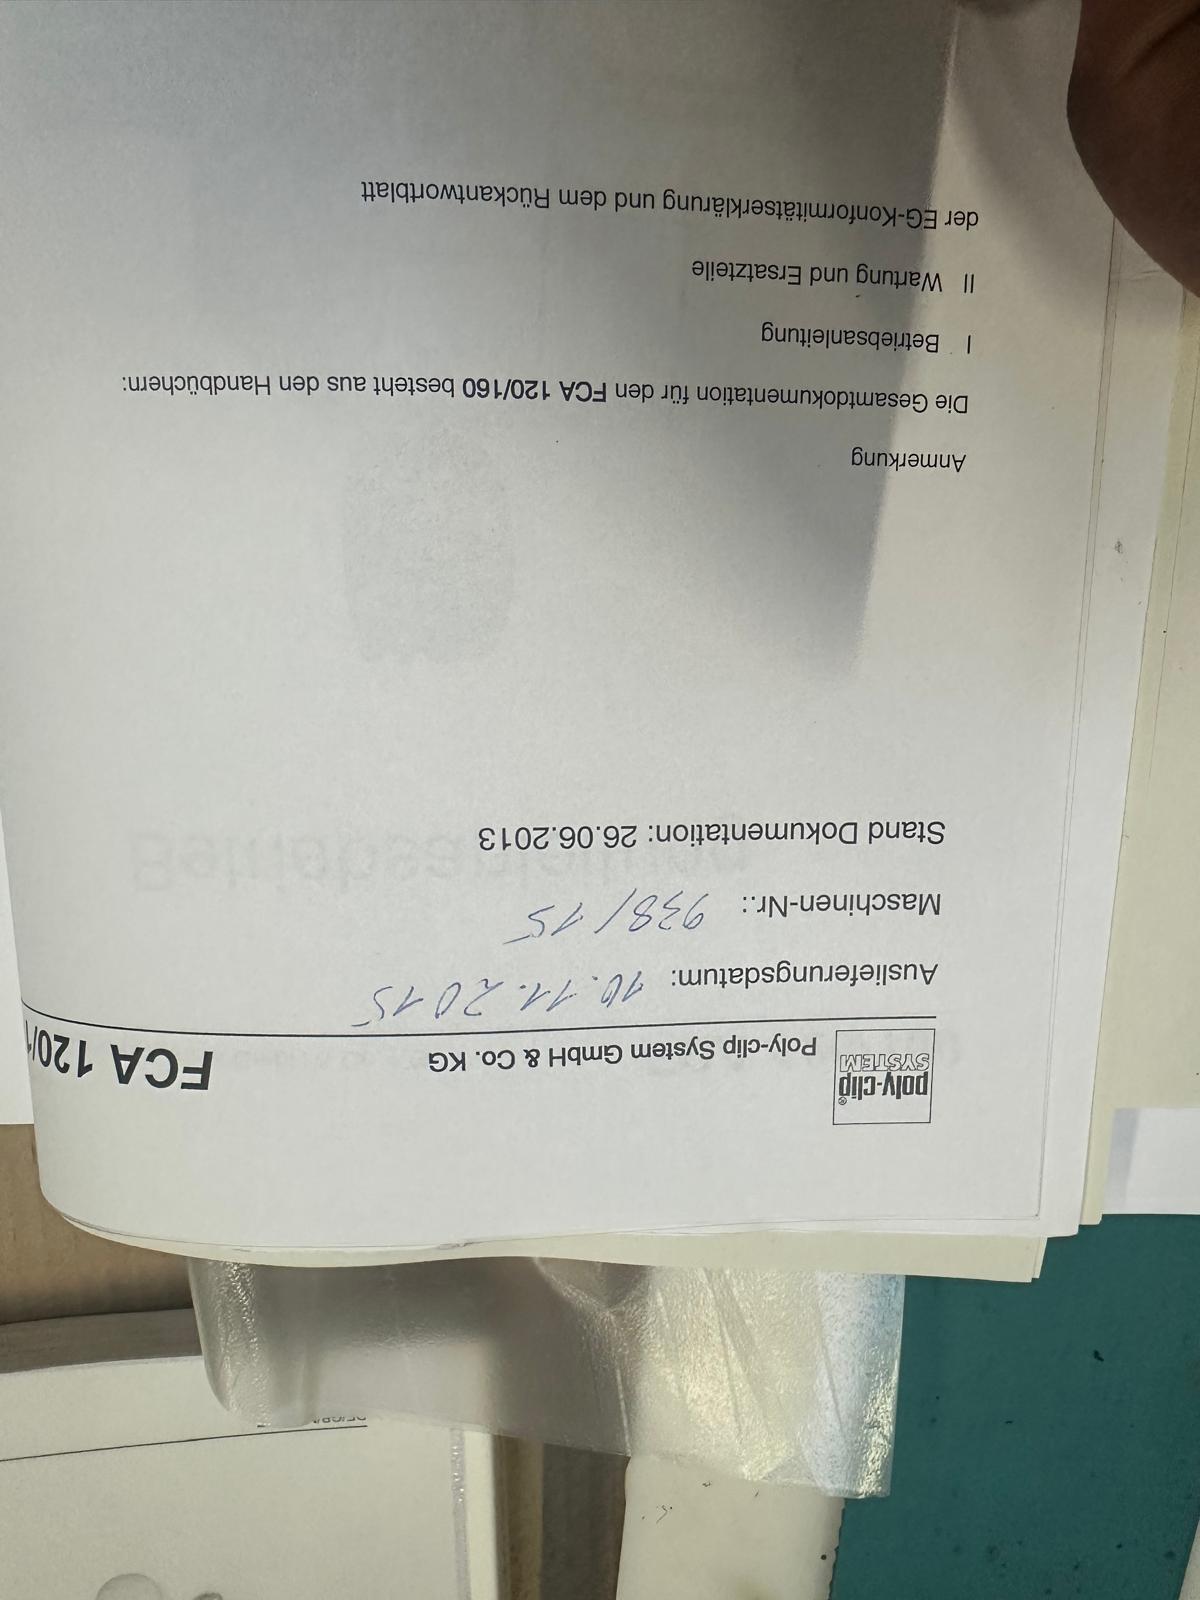 poly-clip®
SYSTEM
Poly-clip System GmbH & Co. KG
FCA 120/1
Auslieferungsdatum: 10.11.2015
Maschinen-Nr.: 938/15
Stand Dokumentation: 26.06.2013
Anmerkung
Die Gesamtdokumentation für den FCA 120/160 besteht aus den Handbüchern:
I Betriebsanleitung
II Wartung und Ersatzteile
der EG-Konformitätserklärung und dem Rückantwortblatt